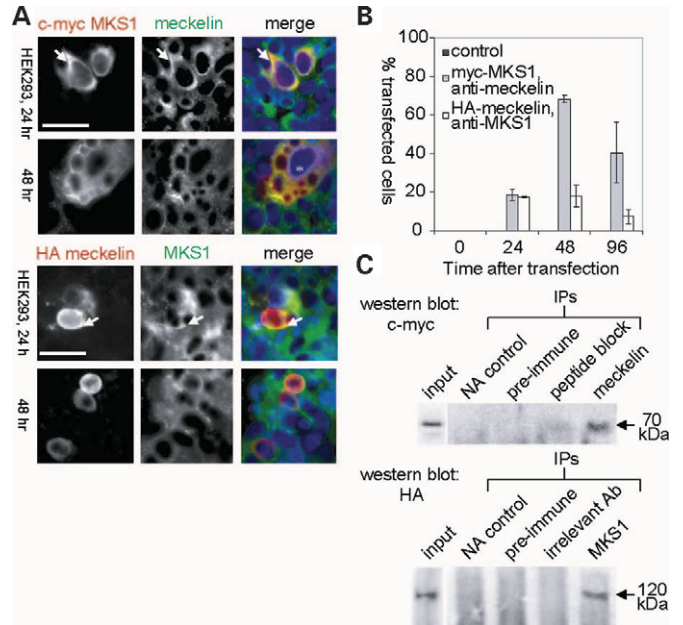 A
c-myc MKS1 meckelin merge
HEK293, 24 hr
48 hr
HA meckelin MKS1 merge
HEK293, 24 h
48 hr
B
% transfected cells
100
80
60
40
20
0
control
myc-MKS1, anti-meckelin
HA-meckelin, anti-MKS1
0 24 48 96
Time after transfection
C
western blot: c-myc
IPs
input
NA control
pre-immune
peptide block
meckelin
70 kDa
western blot: HA
IPs
input
NA control
pre-immune
irrelevant Ab
MKS1
120 kDa